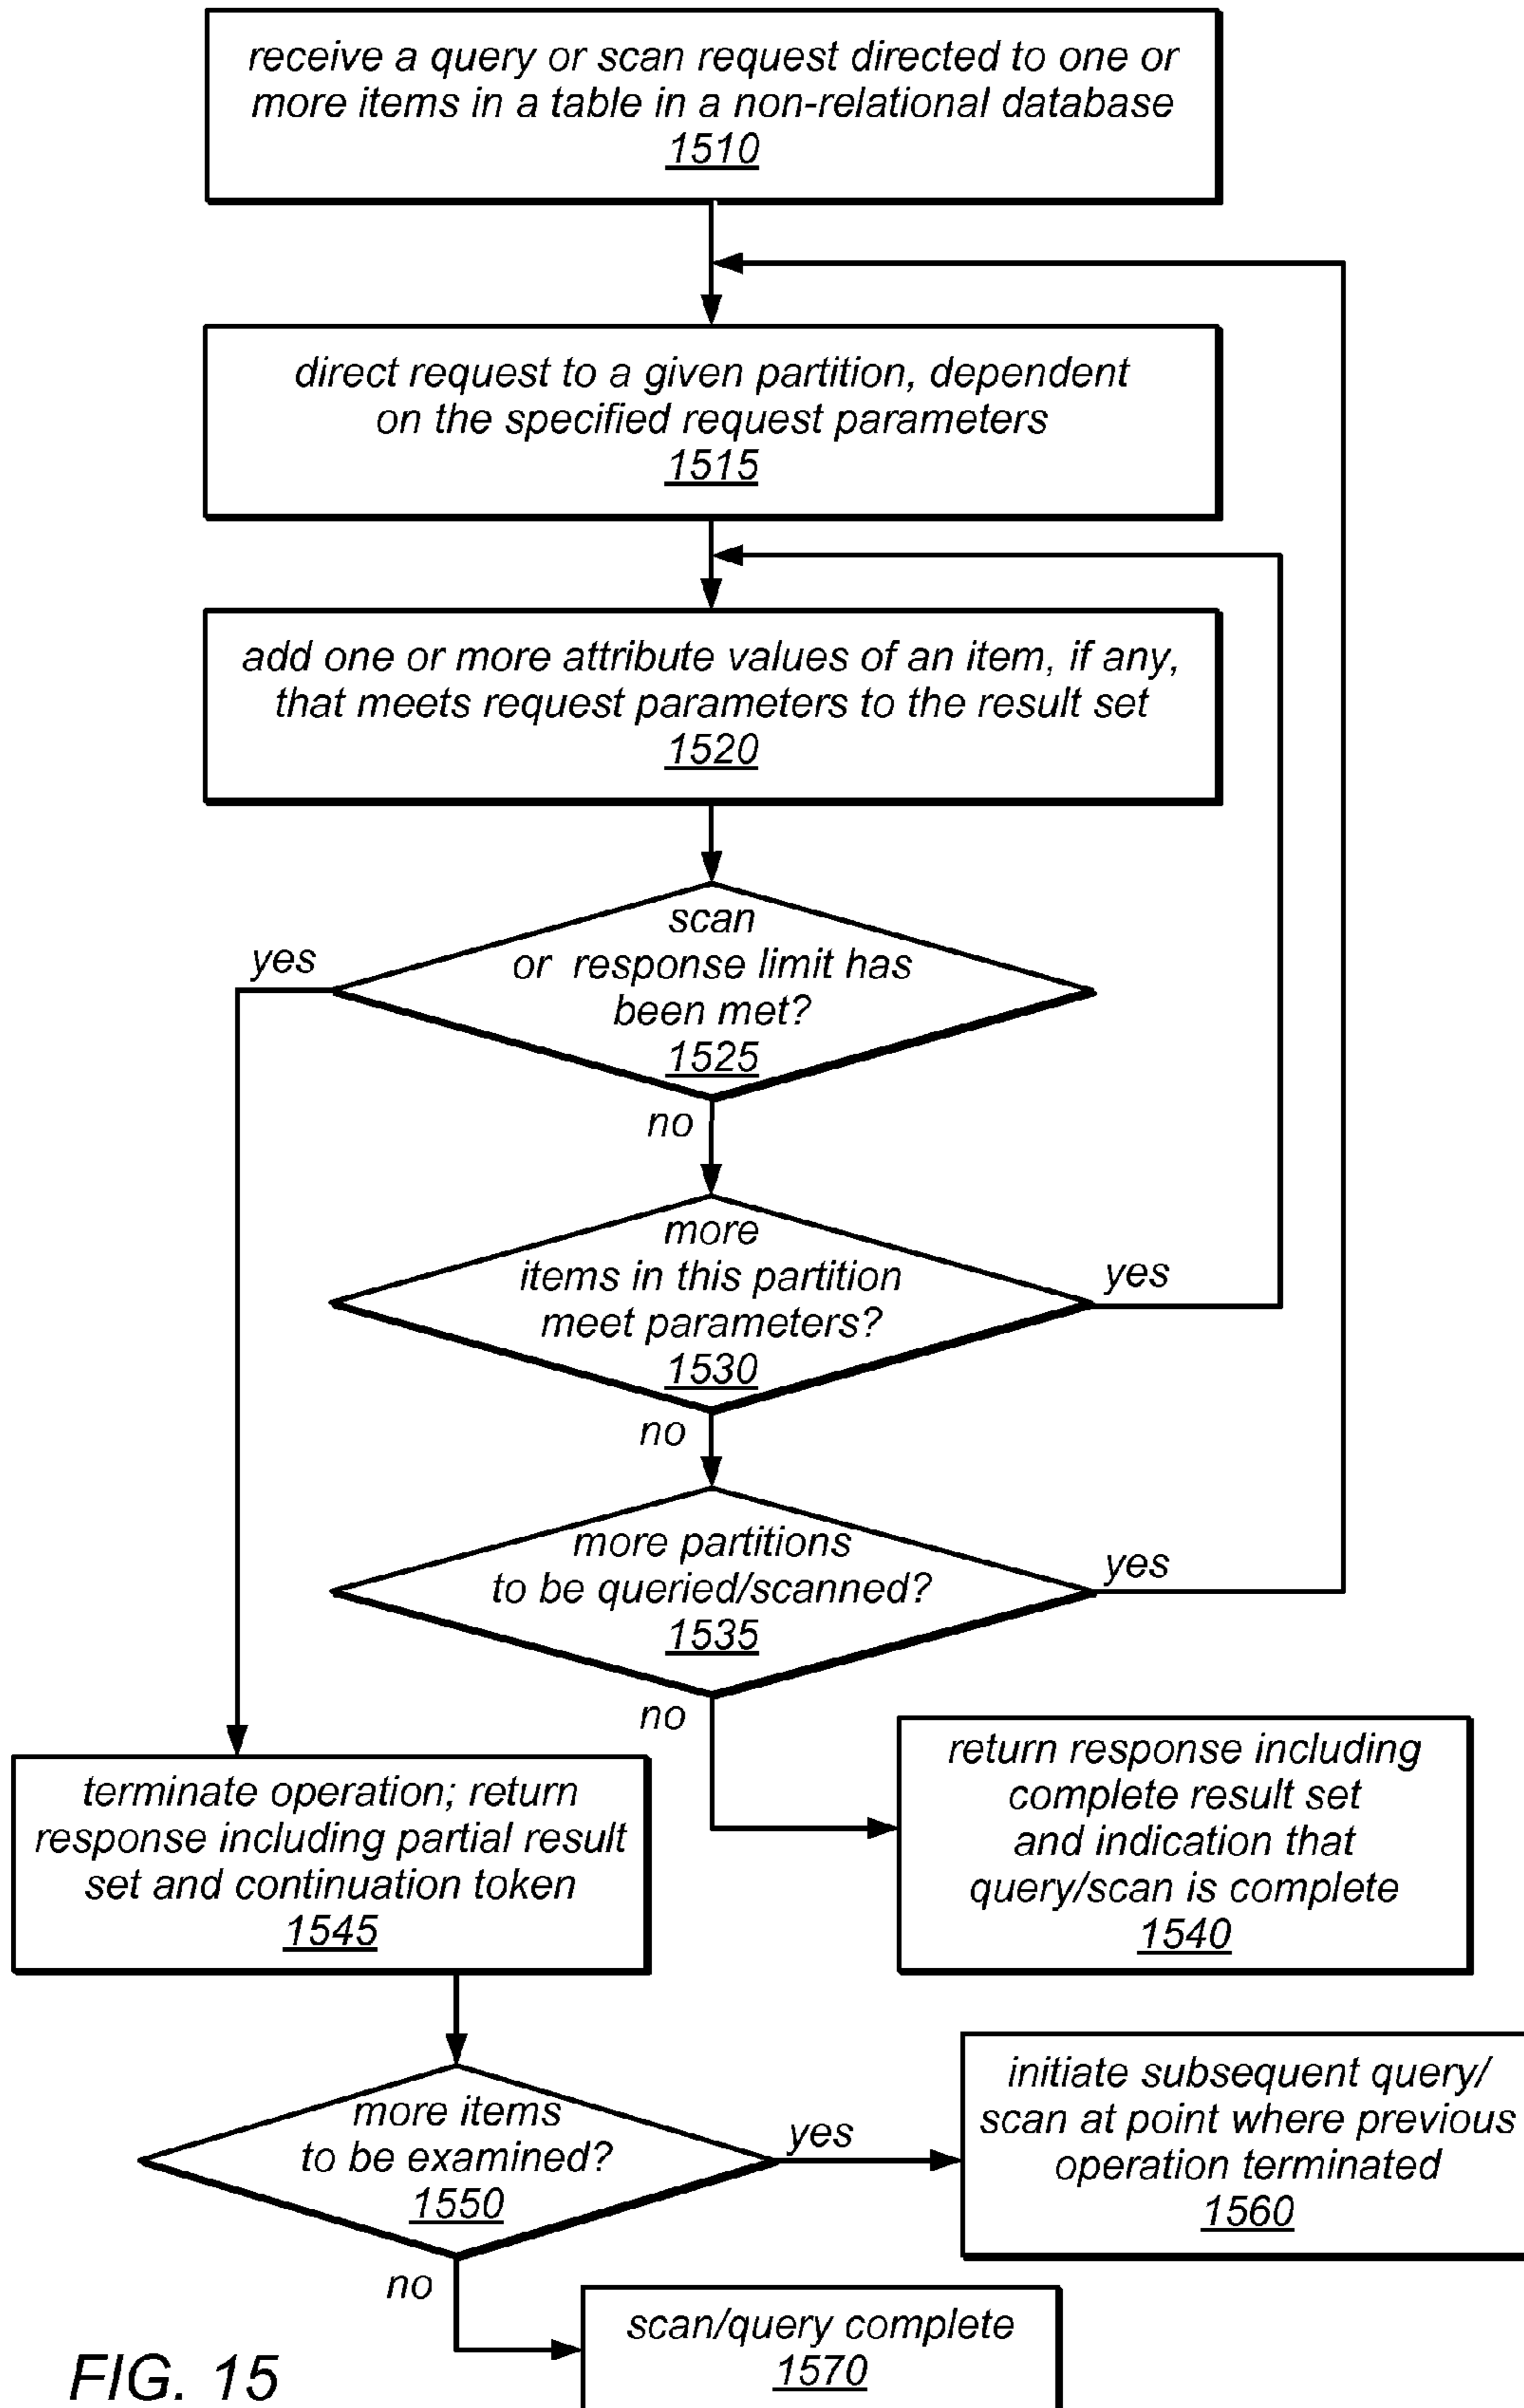 receive a query or scan request directed to one or
more items in a table in a non-relational database
1510
direct request to a given partition, dependent
on the specified request parameters
1515
add one or more attribute values of an item, if any,
that meets request parameters to the result set
1520
scan
or response limit has
been met?
1525
yes
no
more
items in this partition
meet parameters?
1530
yes
no
more partitions
to be queried/scanned?
1535
yes
no
return response including
complete result set
and indication that
query/scan is complete
1540
terminate operation; return
response including partial result
set and continuation token
1545
more items
to be examined?
1550
yes
initiate subsequent query/
scan at point where previous
operation terminated
1560
no
scan/query complete
1570
FIG. 15